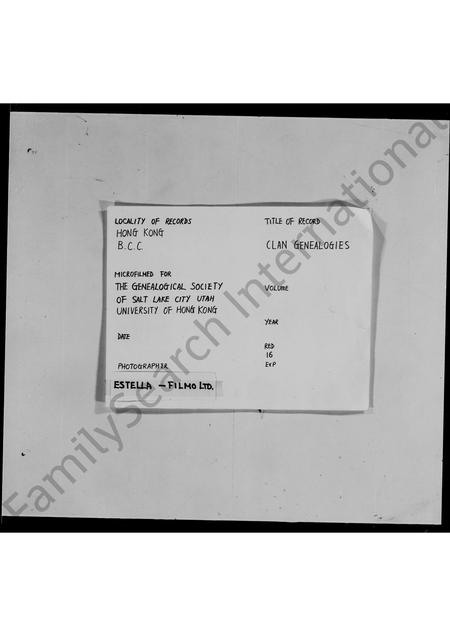 LOCALITY OF RECORDS
HONG KONG
B.C.C.
TITLE OF RECORD
CLAN GENEALOGIES
MICROFILMED FOR
THE GENEALOGICAL SOCIETY
OF SALT LAKE CITY UTAH
UNIVERSITY OF HONG KONG
VOLUME
YEAR
DATE
RED
16
EXP
PHOTOGRAPHER
ESTELLA - FILMO LTD.
FamilySearch International